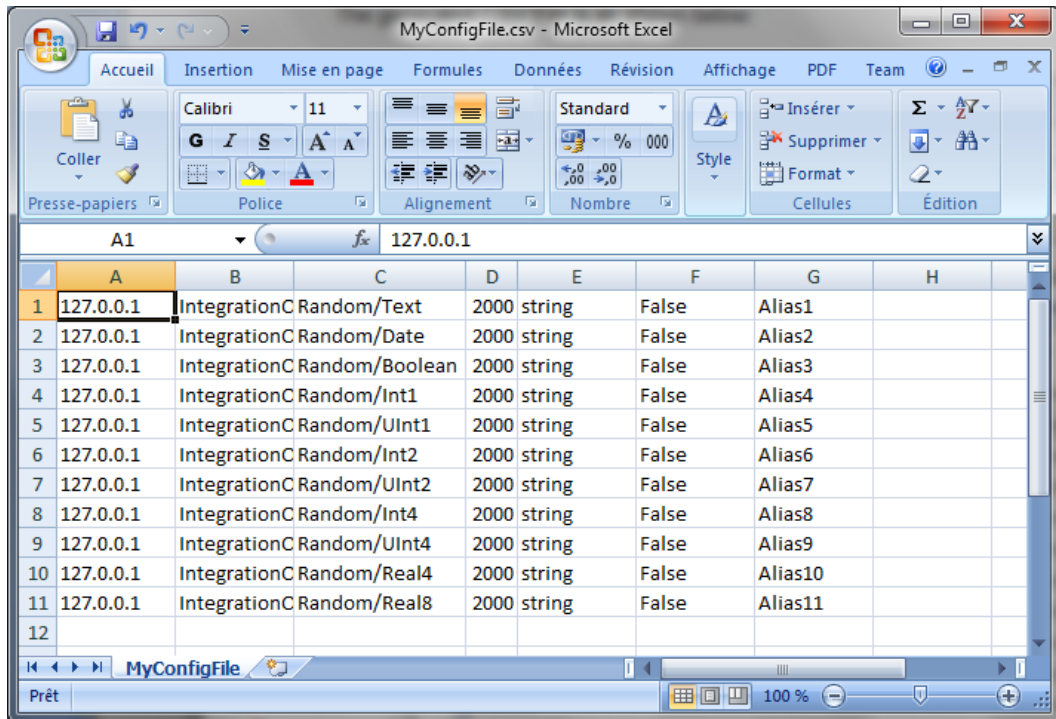 MyConfigFile.csv - Microsoft Excel
Accueil Insertion Mise en page Formules Données Révision Affichage PDF Team
Calibri 11 Standard Insérer Σ
G I S A A % 000 Supprimer
Coller ,00 ,00 ,0 Style Format
Presse-papiers Police Alignement Nombre Cellules Édition
A1 fx 127.0.0.1
A B C D E F G H
1 127.0.0.1 IntegrationC Random/Text 2000 string False Alias1
2 127.0.0.1 IntegrationC Random/Date 2000 string False Alias2
3 127.0.0.1 IntegrationC Random/Boolean 2000 string False Alias3
4 127.0.0.1 IntegrationC Random/Int1 2000 string False Alias4
5 127.0.0.1 IntegrationC Random/UInt1 2000 string False Alias5
6 127.0.0.1 IntegrationC Random/Int2 2000 string False Alias6
7 127.0.0.1 IntegrationC Random/UInt2 2000 string False Alias7
8 127.0.0.1 IntegrationC Random/Int4 2000 string False Alias8
9 127.0.0.1 IntegrationC Random/UInt4 2000 string False Alias9
10 127.0.0.1 IntegrationC Random/Real4 2000 string False Alias10
11 127.0.0.1 IntegrationC Random/Real8 2000 string False Alias11
12
MyConfigFile
Prêt 100 %